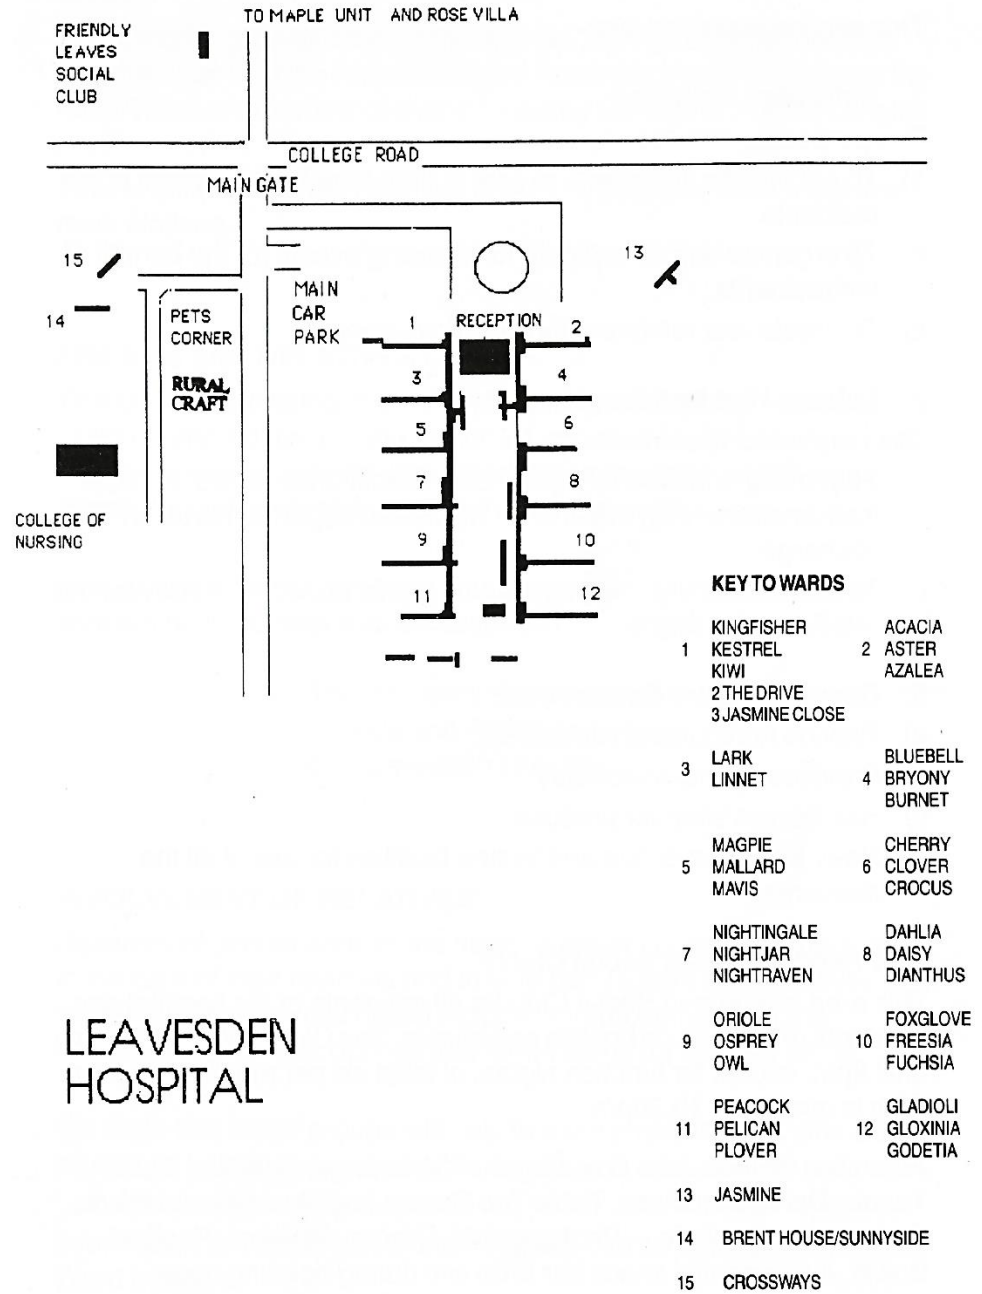 TO MAPLE UNIT AND ROSE VILLA
FRIENDLY
LEAVES
SOCIAL
CLUB
COLLEGE ROAD
MAIN GATE
15
13
14
PETS
CORNER
RURAL
CRAFT
MAIN
CAR
PARK
RECEPTION
1
2
3
4
5
6
7
8
9
10
11
12
COLLEGE OF
NURSING
KEY TO WARDS
KINGFISHER
1 KESTREL
KIWI
2 THE DRIVE
3 JASMINE CLOSE
ACACIA
2 ASTER
AZALEA
LARK
3
LINNET
BLUEBELL
4 BRYONY
BURNET
MAGPIE
5 MALLARD
MAVIS
CHERRY
6 CLOVER
CROCUS
NIGHTINGALE
7 NIGHTJAR
NIGHTRAVEN
DAHLIA
8 DAISY
DIANTHUS
ORIOLE
9 OSPREY
OWL
FOXGLOVE
10 FREESIA
FUCHSIA
PEACOCK
11 PELICAN
PLOVER
GLADIOLI
12 GLOXINIA
GODETIA
13 JASMINE
14 BRENT HOUSE/SUNNYSIDE
15 CROSSWAYS
LEAVESDEN
HOSPITAL